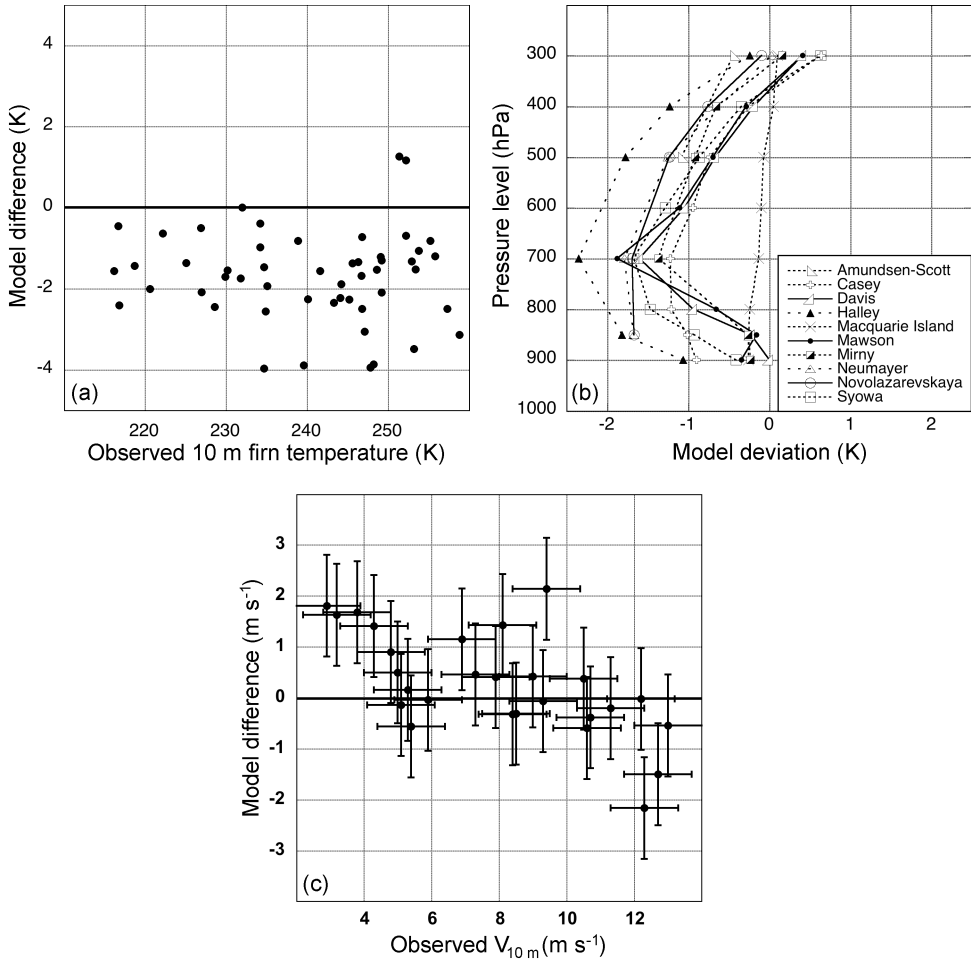 4
2
0
-2
-4
Model difference (K)
(a)
220
230
240
250
Observed 10 m firn temperature (K)
300
400
500
600
700
800
900
1000
Pressure level (hPa)
(b)
-2
-1
0
1
2
Model deviation (K)
Amundsen-Scott
Casey
Davis
Halley
Macquarie Island
Mawson
Mirny
Neumayer
Novolazarevskaya
Syowa
3
2
1
0
-1
-2
-3
Model difference (m s-1)
(c)
4
6
8
10
12
Observed V10 m (m s-1)